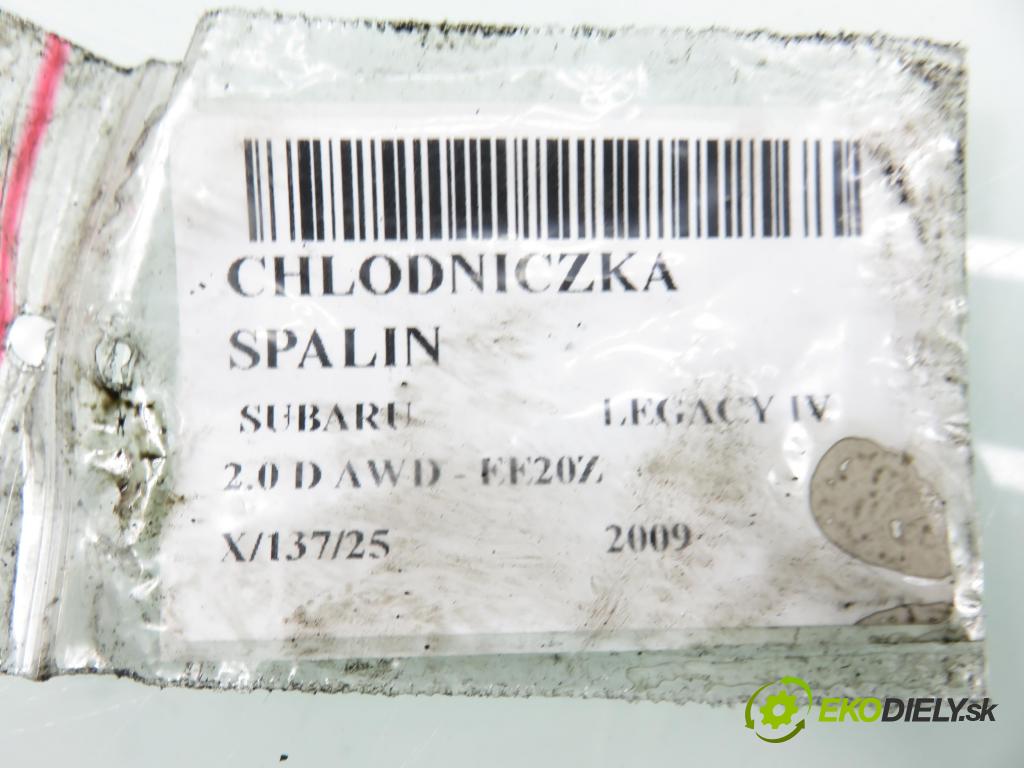 CHLODNICZKA
SPALIN
SUBARU LEGACY IV
2.0 D AWD - EE20Z
X/137/25 2009
EKODIELY.sk